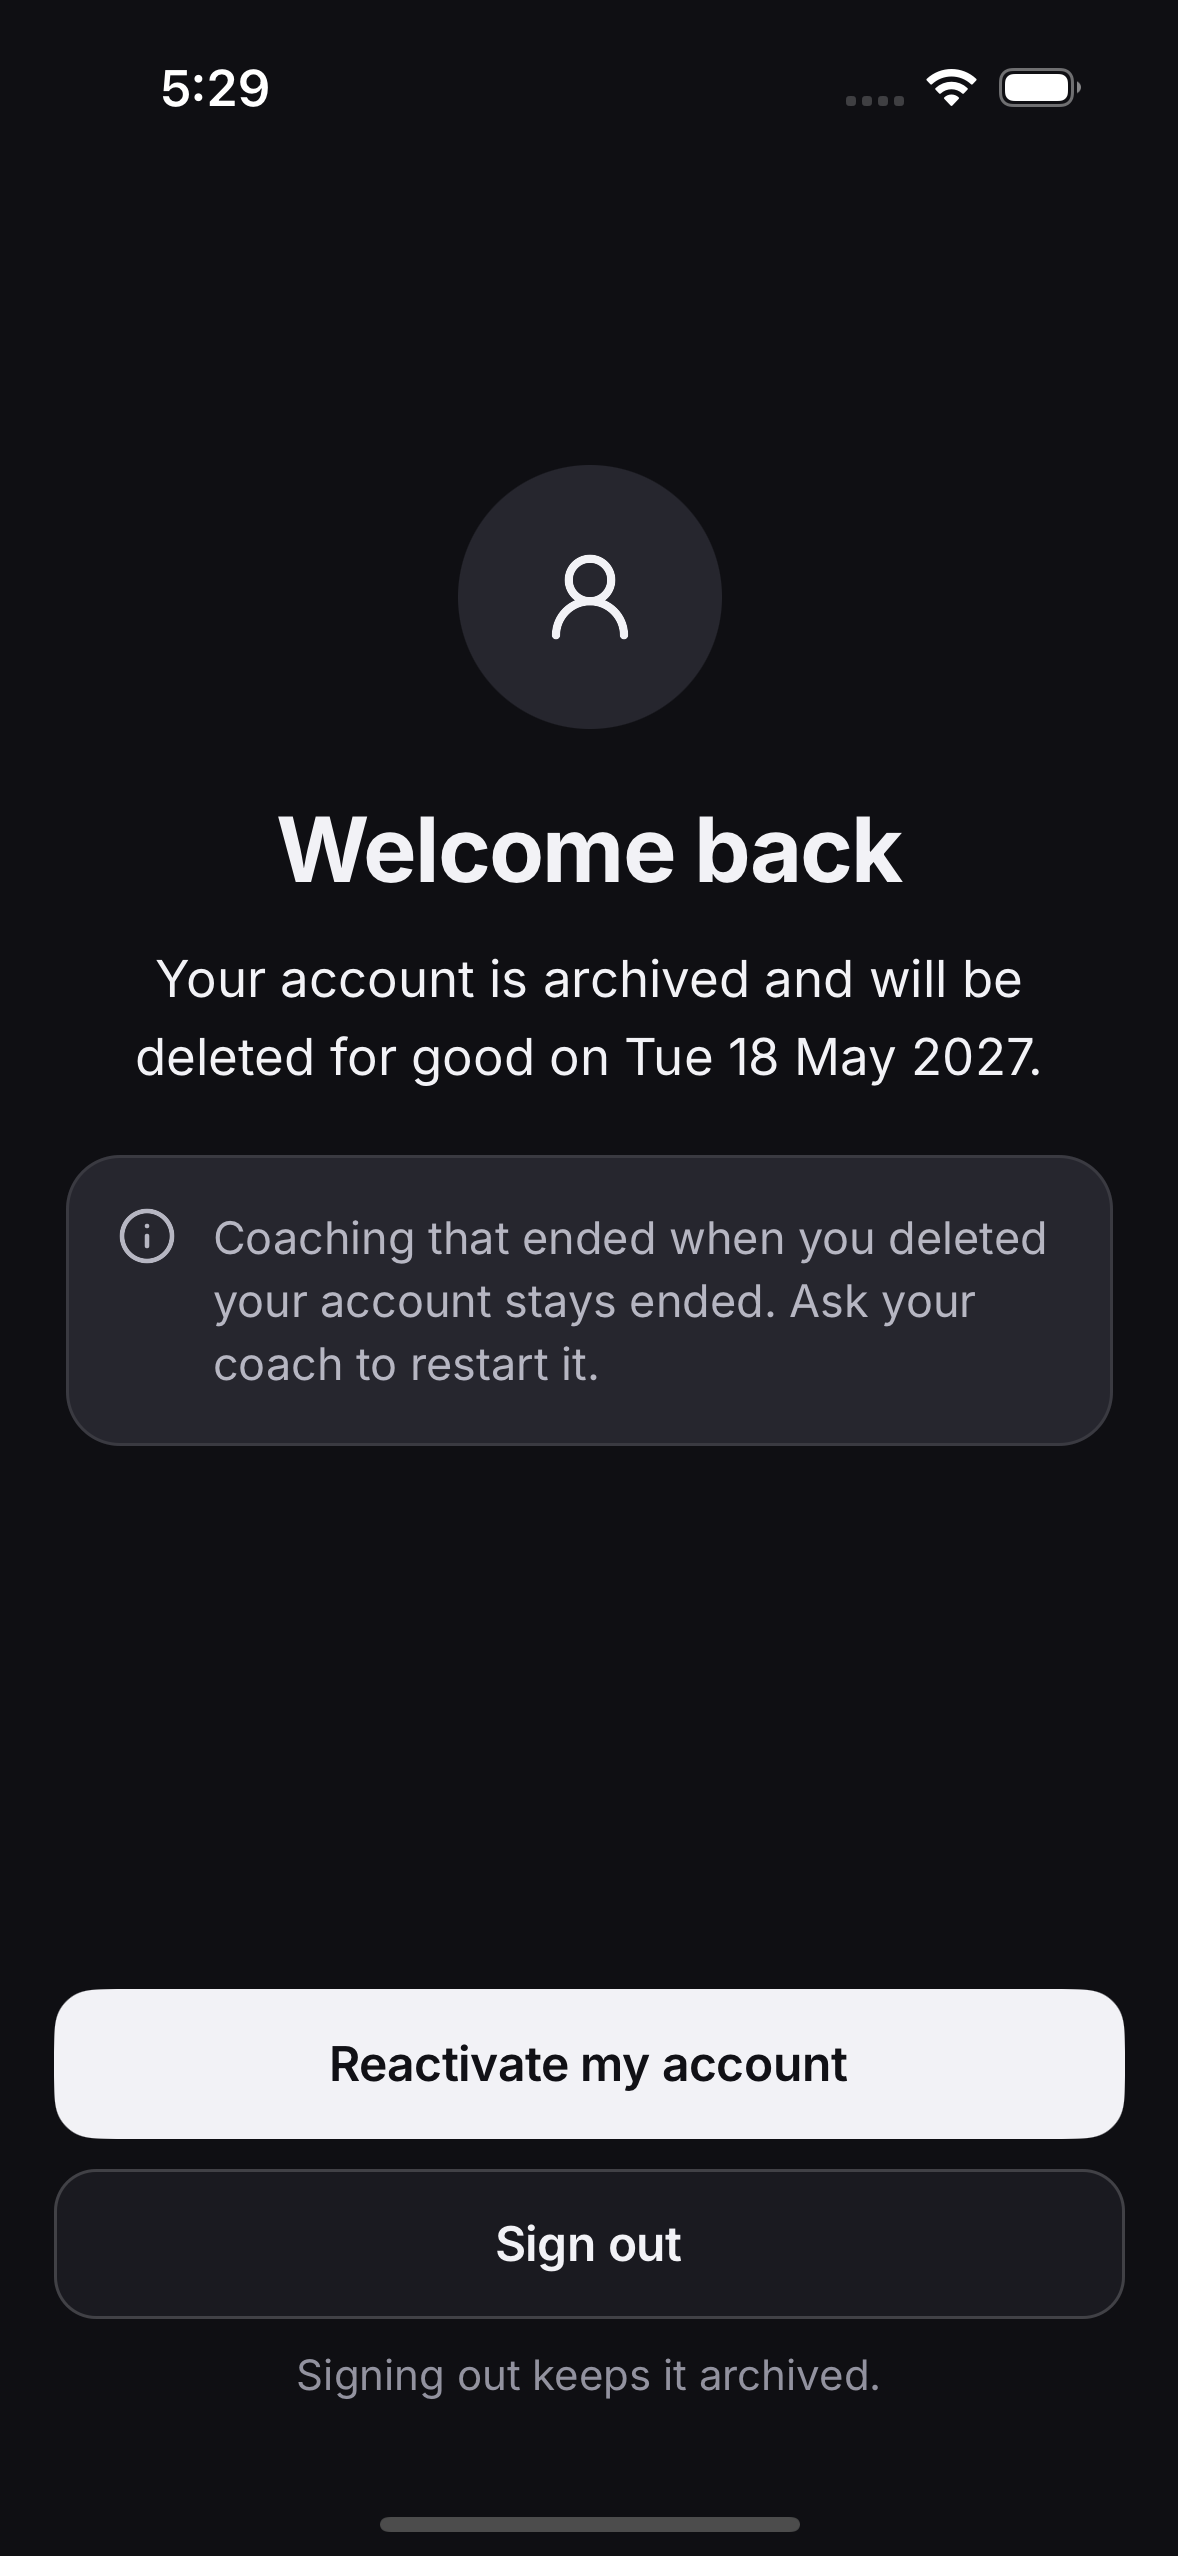 5:29
Welcome back
Your account is archived and will be
deleted for good on Tue 18 May 2027.
Coaching that ended when you deleted
your account stays ended. Ask your
coach to restart it.
Reactivate my account
Sign out
Signing out keeps it archived.